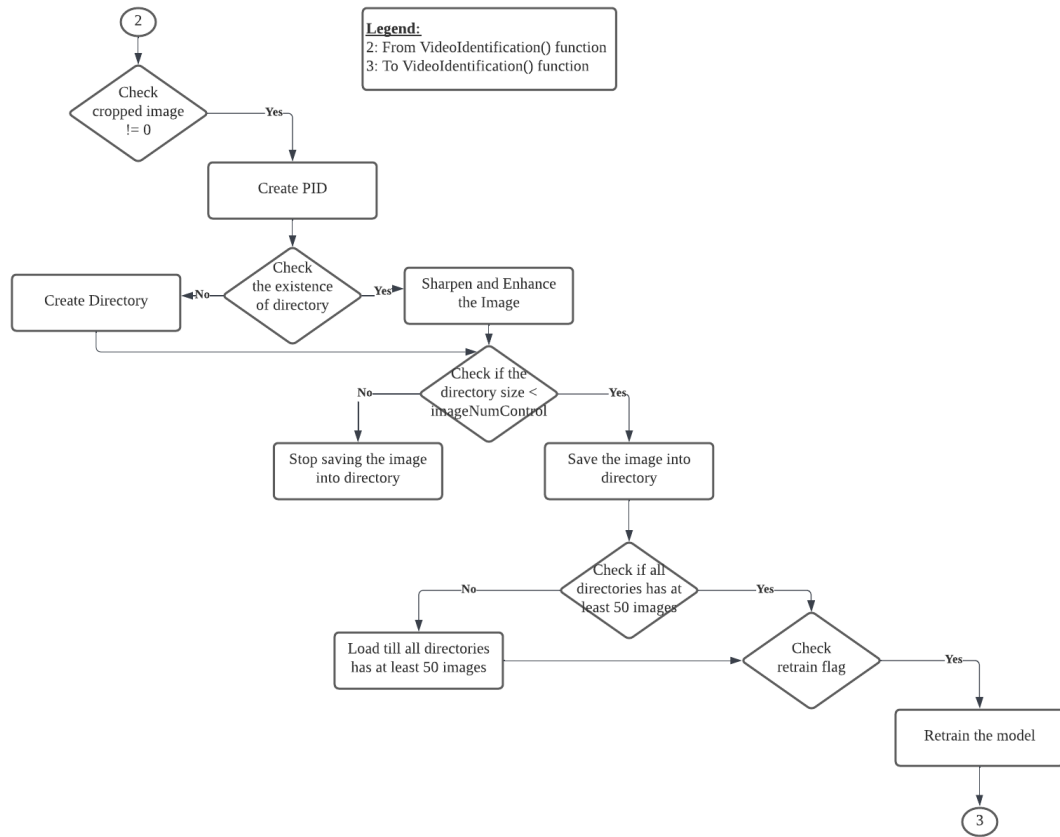 2
Legend:
2: From VideoIdentification() function
3: To VideoIdentification() function
Check
cropped image
!= 0
Yes
Create PID
Check
the existence
of directory
No
Yes
Create Directory
Sharpen and Enhance
the Image
Check if the
directory size <
imageNumControl
No
Yes
Stop saving the image
into directory
Save the image into
directory
Check if all
directories has at
least 50 images
No
Yes
Load till all directories
has at least 50 images
Check
retrain flag
Yes
Retrain the model
3